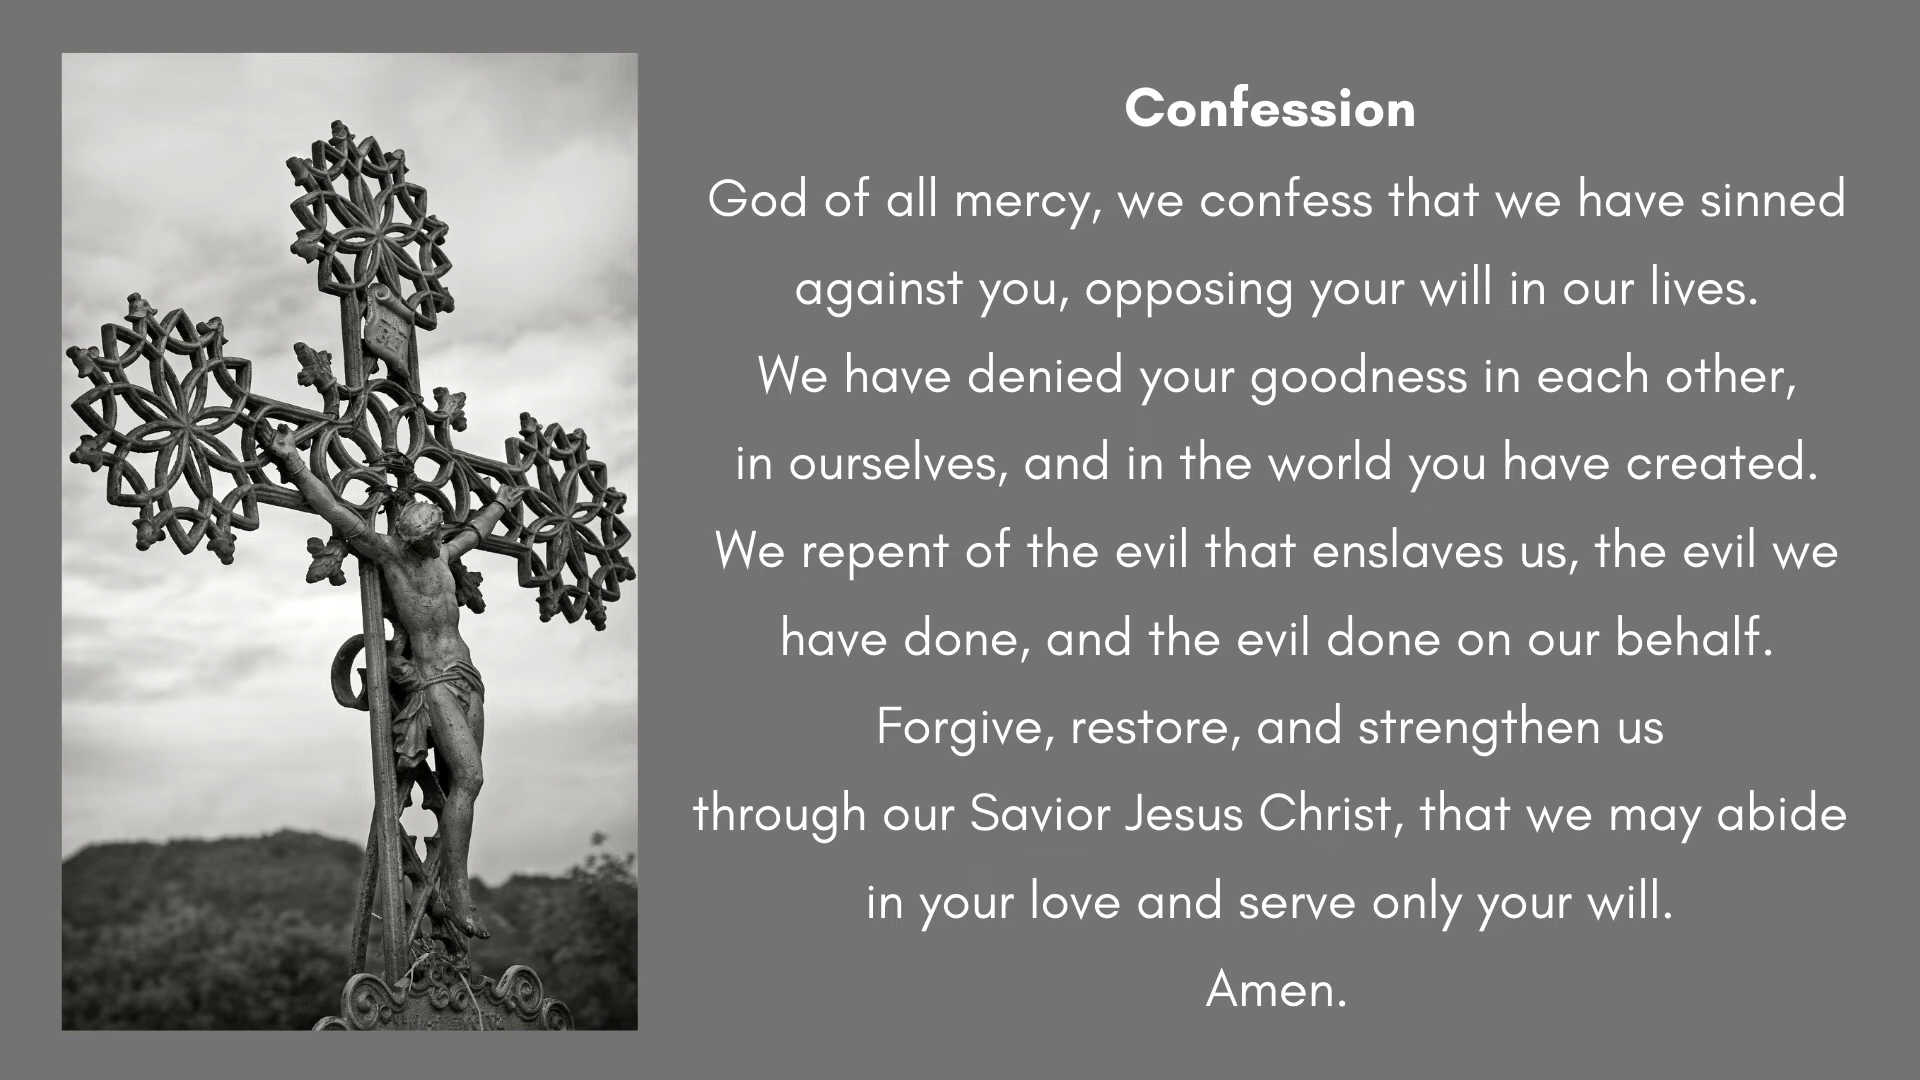 Confession
God of all mercy, we confess that we have sinned
against you, opposing your will in our lives.
We have denied your goodness in each other,
in ourselves, and in the world you have created.
We repent of the evil that enslaves us, the evil we
have done, and the evil done on our behalf.
Forgive, restore, and strengthen us
through our Savior Jesus Christ, that we may abide
in your love and serve only your will.
Amen.